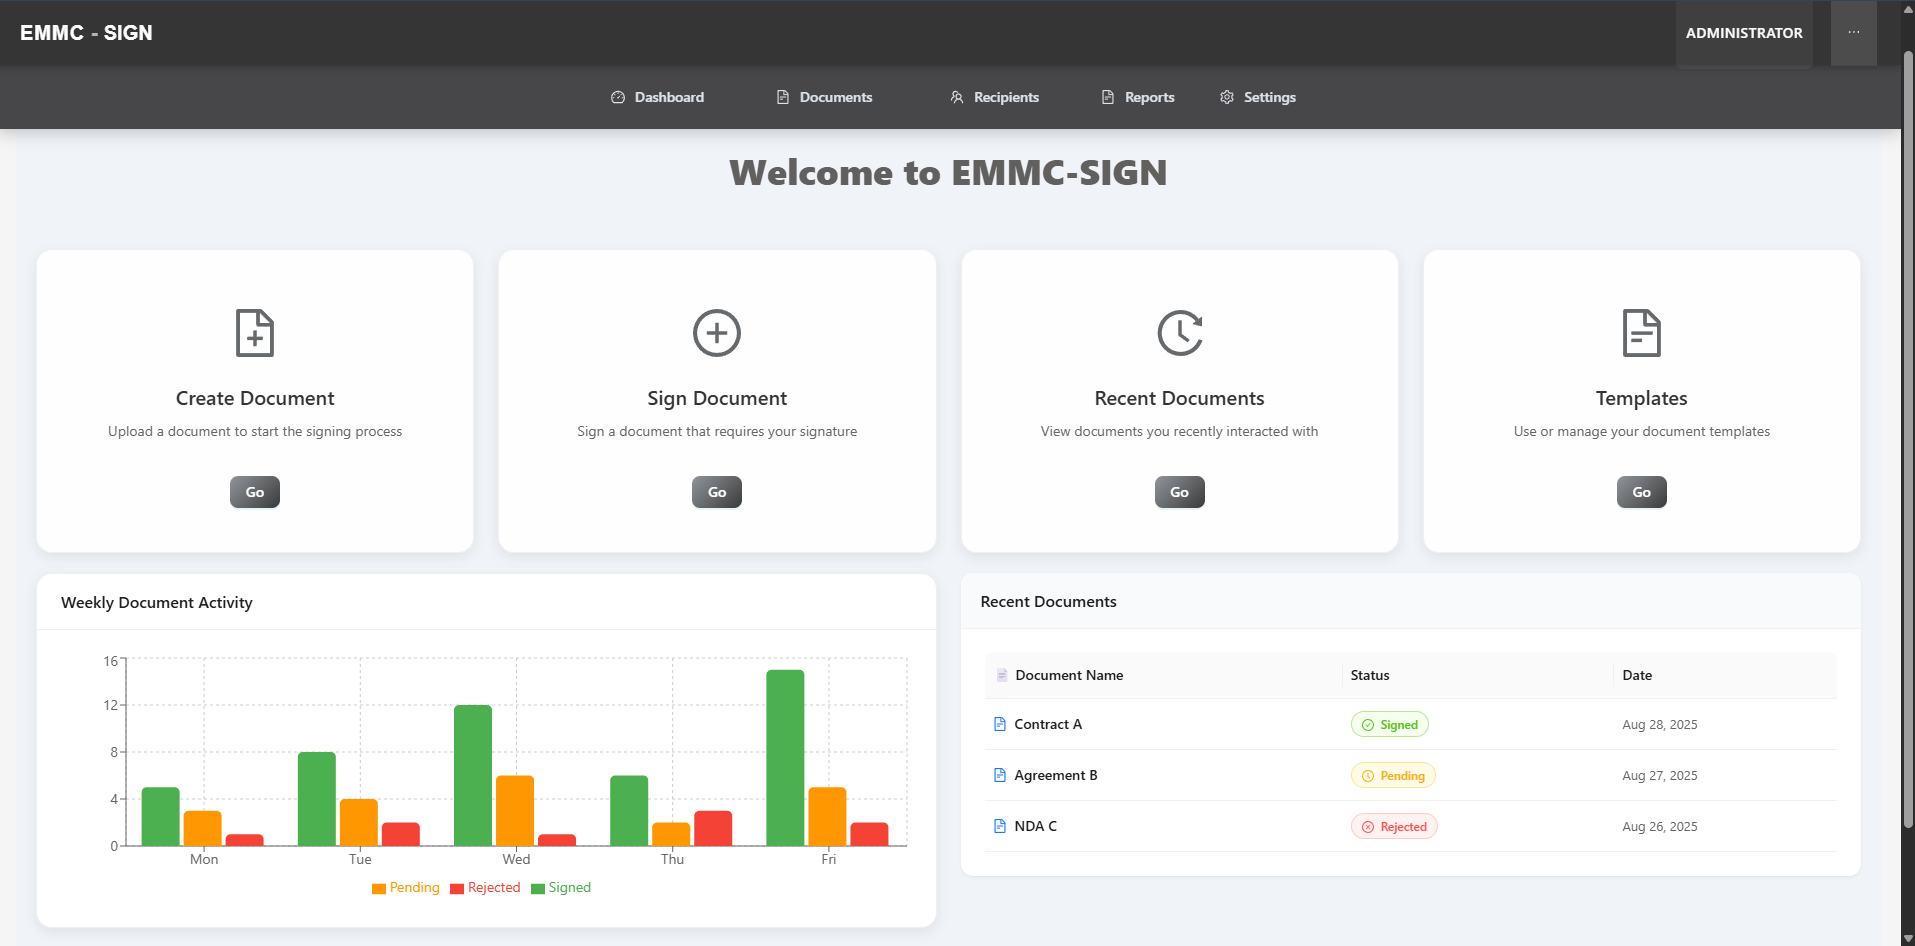 EMMC - SIGN
ADMINISTRATOR
...
Dashboard
Documents
Recipients
Reports
Settings
Welcome to EMMC-SIGN
Create Document
Upload a document to start the signing process
Go
Sign Document
Sign a document that requires your signature
Go
Recent Documents
View documents you recently interacted with
Go
Templates
Use or manage your document templates
Go
Weekly Document Activity
16
12
8
4
0
Mon Tue Wed Thu Fri
Pending Rejected Signed
Recent Documents
Document Name Status Date
Contract A Signed Aug 28, 2025
Agreement B Pending Aug 27, 2025
NDA C Rejected Aug 26, 2025